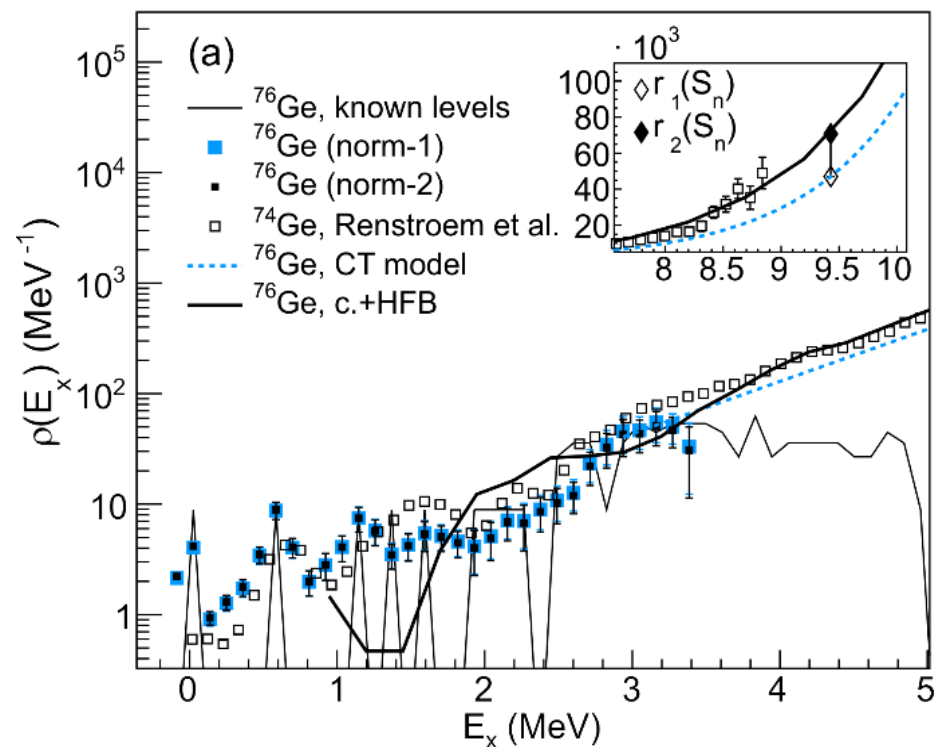 (a)
⁷⁶Ge, known levels
⁷⁶Ge (norm-1)
⁷⁶Ge (norm-2)
⁷⁴Ge, Renstroem et al.
⁷⁶Ge, CT model
⁷⁶Ge, c.+HFB
· 10³
r ₁(Sₙ)
r ₂(Sₙ)
100
80
60
40
20
8 8.5 9 9.5 10
ρ(Eₓ) (MeV⁻¹)
10⁵
10⁴
10³
10²
10
1
0 1 2 3 4 5
Eₓ (MeV)